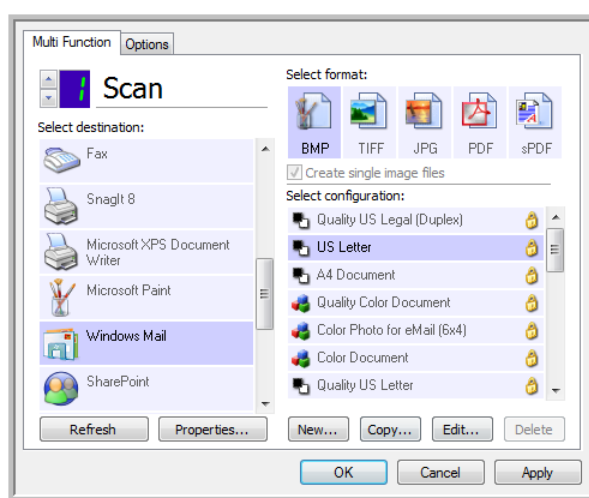 Multi Function
Options
1 Scan
Select destination:
Fax
SnagIt 8
Microsoft XPS Document
Writer
Microsoft Paint
Windows Mail
SharePoint
Refresh
Properties...
Select format:
BMP
TIFF
JPG
PDF
sPDF
Create single image files
Select configuration:
Quality US Legal (Duplex)
US Letter
A4 Document
Quality Color Document
Color Photo for eMail (6x4)
Color Document
Quality US Letter
New...
Copy...
Edit...
Delete
OK
Cancel
Apply